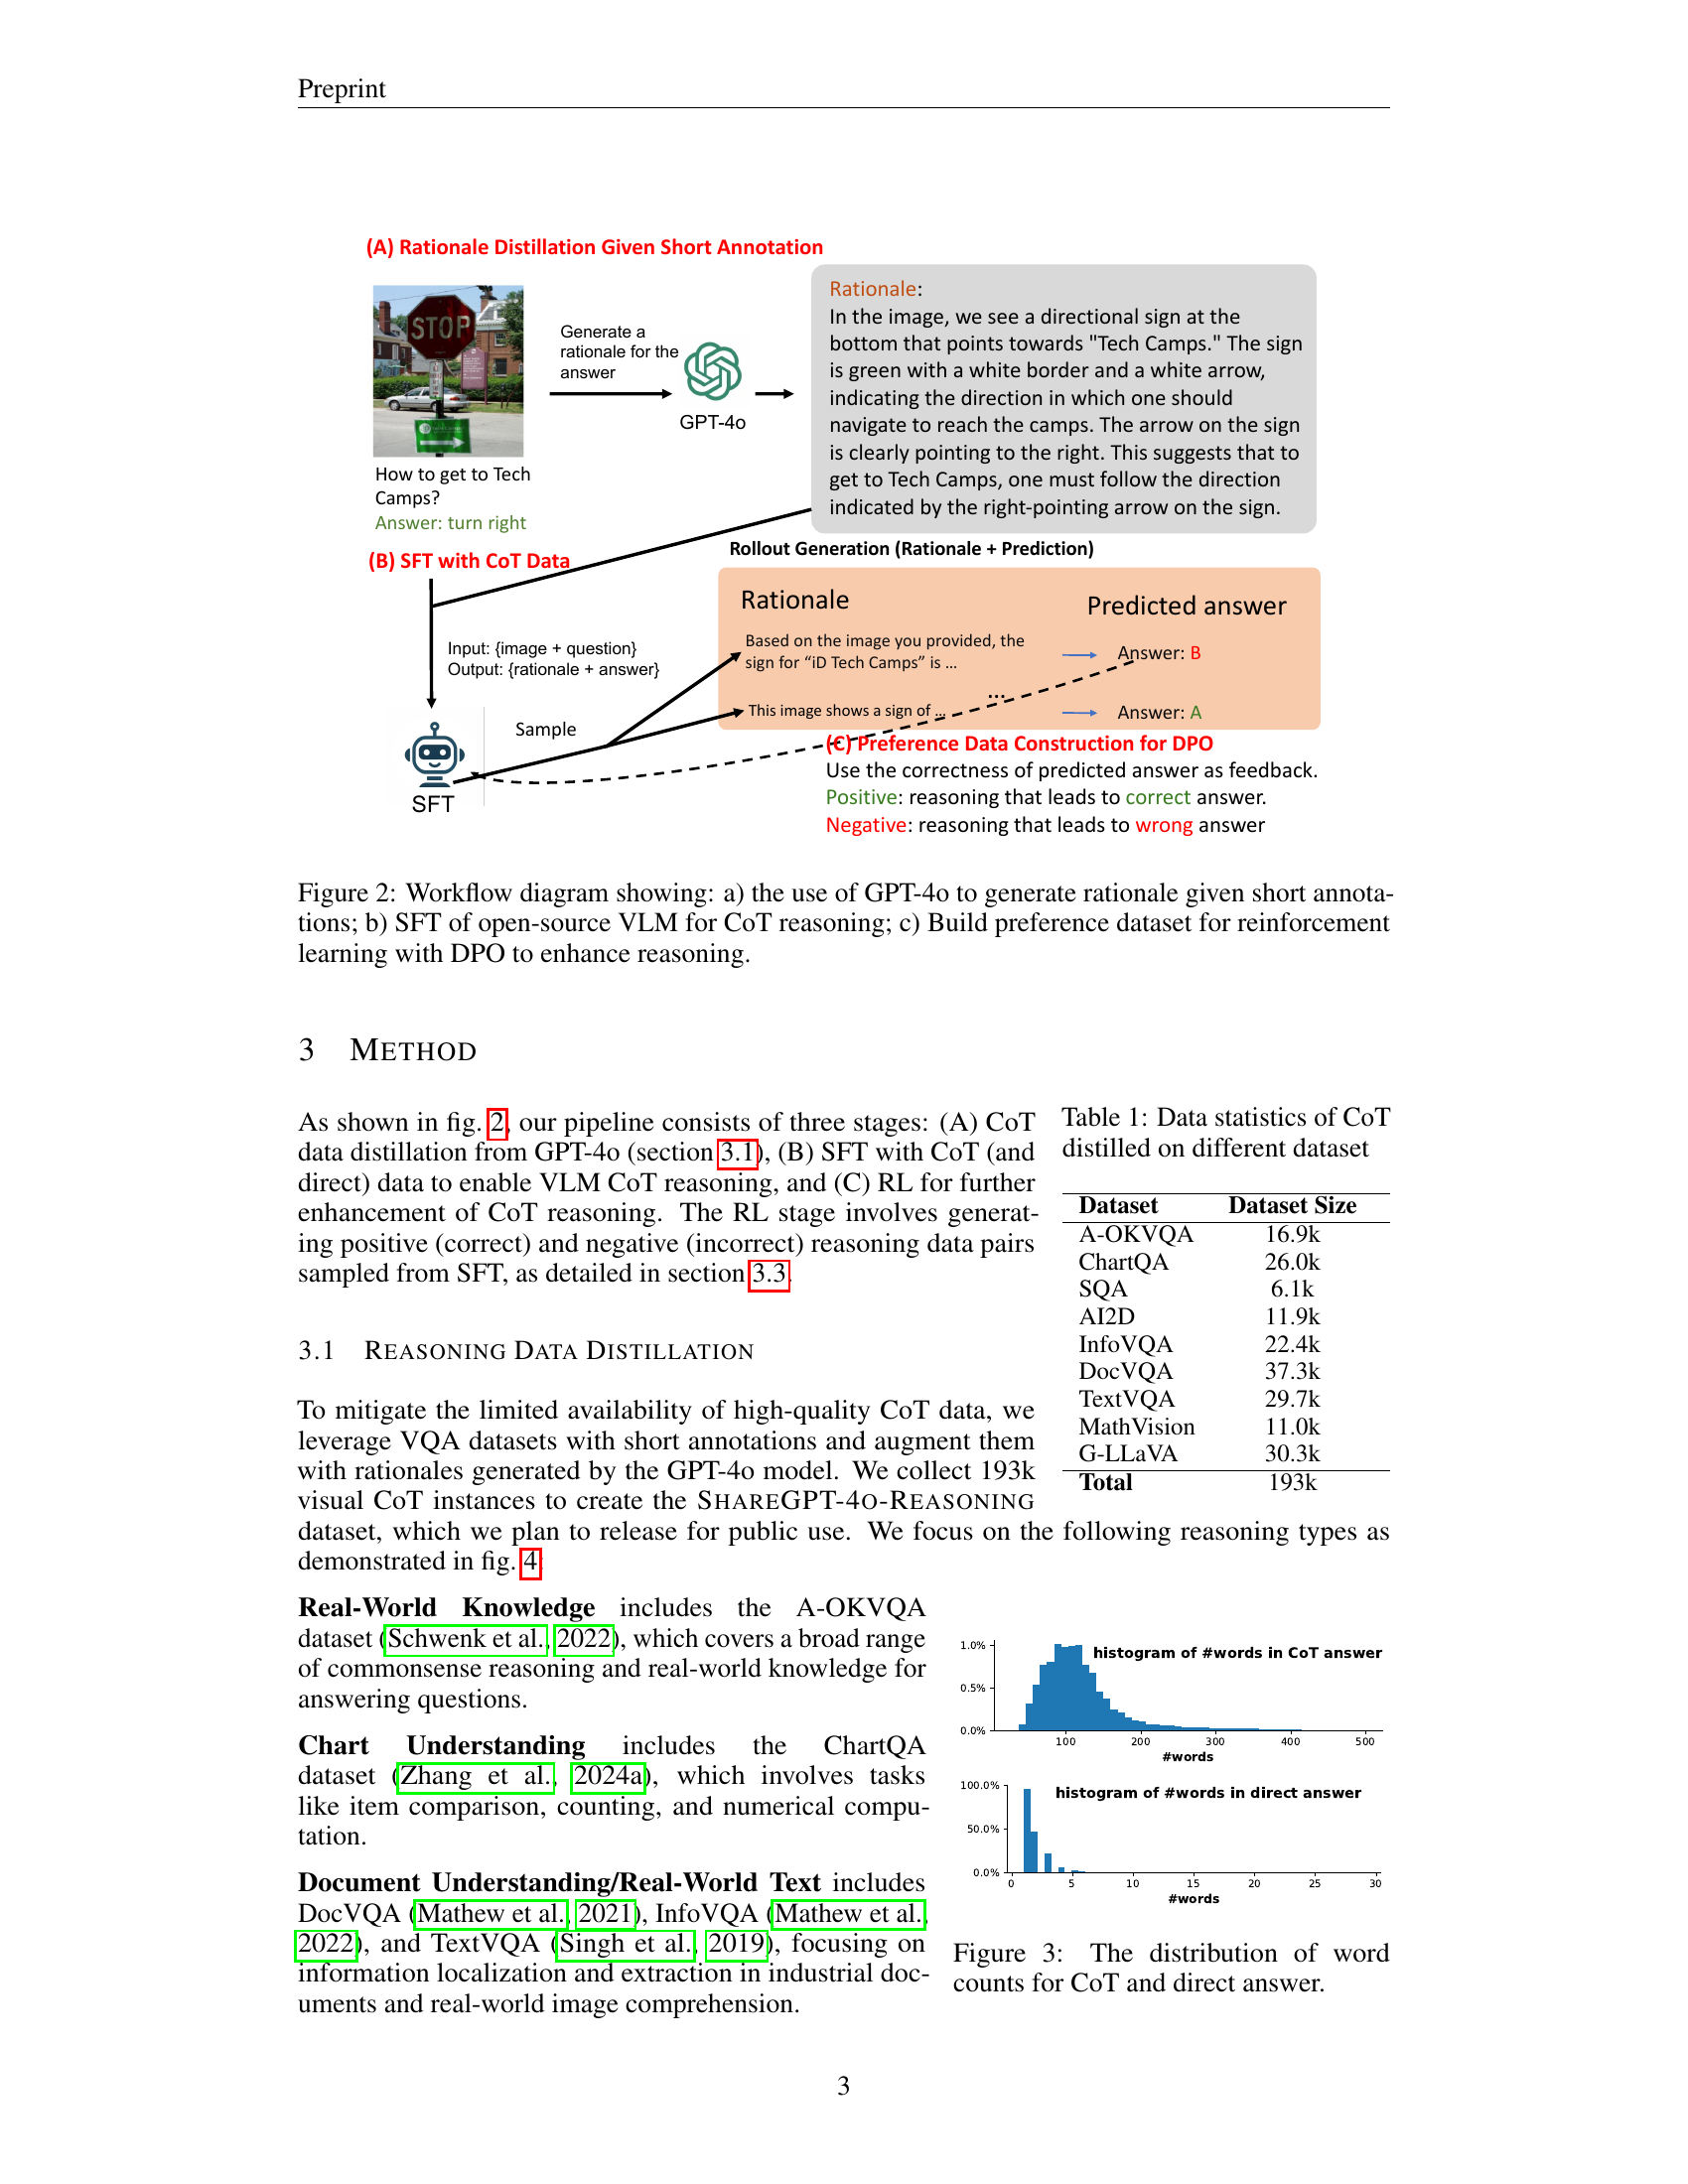 Preprint
(A) Rationale Distillation Given Short Annotation
STOP
Generate a
rationale for the
answer
GPT-4o
How to get to Tech
Camps?
Answer: turn right
Rationale:
In the image, we see a directional sign at the
bottom that points towards "Tech Camps." The sign
is green with a white border and a white arrow,
indicating the direction in which one should
navigate to reach the camps. The arrow on the sign
is clearly pointing to the right. This suggests that to
get to Tech Camps, one must follow the direction
indicated by the right-pointing arrow on the sign.
(B) SFT with CoT Data
Input: {image + question}
Output: {rationale + answer}
Sample
SFT
Rollout Generation (Rationale + Prediction)
Rationale
Predicted answer
Based on the image you provided, the
sign for “iD Tech Camps” is ...
Answer: B
...
This image shows a sign of ...
Answer: A
(C) Preference Data Construction for DPO
Use the correctness of predicted answer as feedback.
Positive: reasoning that leads to correct answer.
Negative: reasoning that leads to wrong answer
Figure 2: Workflow diagram showing: a) the use of GPT-4o to generate rationale given short annota-
tions; b) SFT of open-source VLM for CoT reasoning; c) Build preference dataset for reinforcement
learning with DPO to enhance reasoning.
3 METHOD
As shown in fig. 2, our pipeline consists of three stages: (A) CoT
data distillation from GPT-4o (section 3.1), (B) SFT with CoT (and
direct) data to enable VLM CoT reasoning, and (C) RL for further
enhancement of CoT reasoning. The RL stage involves generat-
ing positive (correct) and negative (incorrect) reasoning data pairs
sampled from SFT, as detailed in section 3.3.
Table 1: Data statistics of CoT
distilled on different dataset
Dataset Dataset Size
A-OKVQA 16.9k
ChartQA 26.0k
SQA 6.1k
AI2D 11.9k
InfoVQA 22.4k
DocVQA 37.3k
TextVQA 29.7k
MathVision 11.0k
G-LLaVA 30.3k
Total 193k
3.1 REASONING DATA DISTILLATION
To mitigate the limited availability of high-quality CoT data, we
leverage VQA datasets with short annotations and augment them
with rationales generated by the GPT-4o model. We collect 193k
visual CoT instances to create the SHAREGPT-4O-REASONING
dataset, which we plan to release for public use. We focus on the following reasoning types as
demonstrated in fig. 4:
Real-World Knowledge includes the A-OKVQA
dataset (Schwenk et al., 2022), which covers a broad range
of commonsense reasoning and real-world knowledge for
answering questions.
Chart Understanding includes the ChartQA
dataset (Zhang et al., 2024a), which involves tasks
like item comparison, counting, and numerical compu-
tation.
Document Understanding/Real-World Text includes
DocVQA (Mathew et al., 2021), InfoVQA (Mathew et al.,
2022), and TextVQA (Singh et al., 2019), focusing on
information localization and extraction in industrial doc-
uments and real-world image comprehension.
histogram of #words in CoT answer
1.0%
0.5%
0.0%
100 200 300 400 500
#words
histogram of #words in direct answer
100.0%
50.0%
0.0%
0 5 10 15 20 25 30
#words
Figure 3: The distribution of word
counts for CoT and direct answer.
3